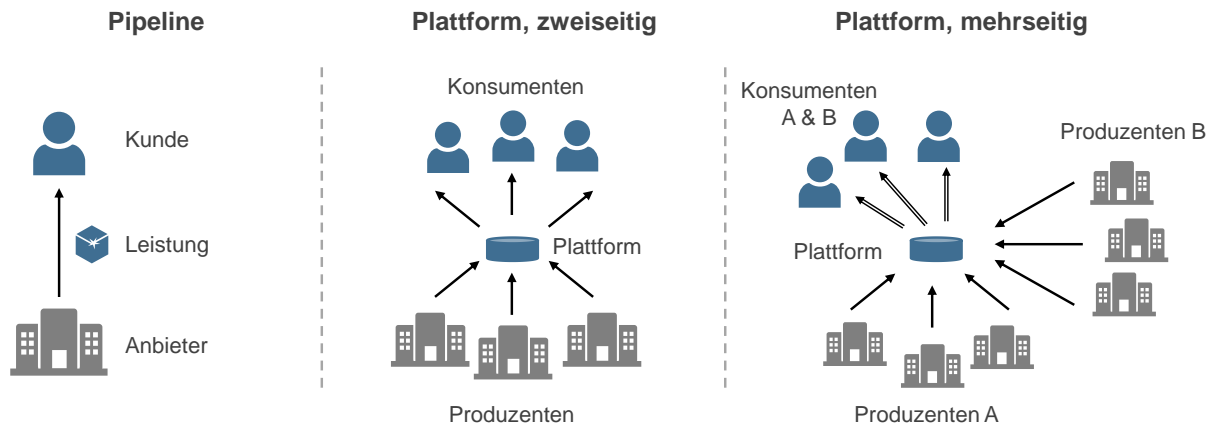 Pipeline
Kunde
Leistung
Anbieter
Plattform, zweiseitig
Konsumenten
Plattform
Produzenten
Plattform, mehrseitig
Konsumenten
A & B
Produzenten B
Plattform
Produzenten A